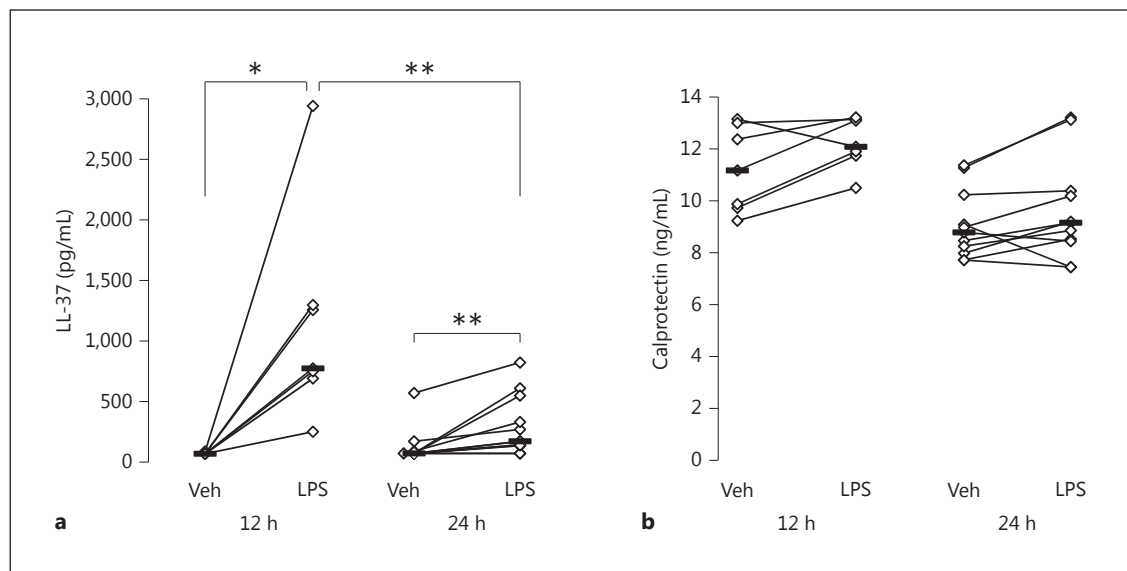 *
**
3,000
2,500
2,000
1,500
1,000
500
0
LL-37 (pg/mL)
**
Veh
LPS
Veh
LPS
12 h
24 h
a
14
12
10
8
6
4
2
0
Calprotectin (ng/mL)
Veh
LPS
Veh
LPS
12 h
24 h
b